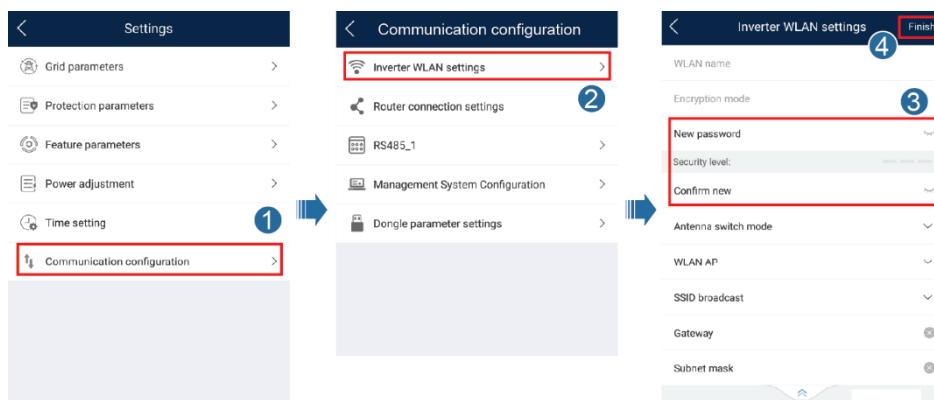 Settings
Grid parameters
Protection parameters
Feature parameters
Power adjustment
Time setting
1
Communication configuration
Communication configuration
Inverter WLAN settings
2
Router connection settings
RS485_1
Management System Configuration
Dongle parameter settings
Inverter WLAN settings
Finish
4
WLAN name
Encryption mode
3
New password
Security level:
Confirm new
Antenna switch mode
WLAN AP
SSID broadcast
Gateway
Subnet mask